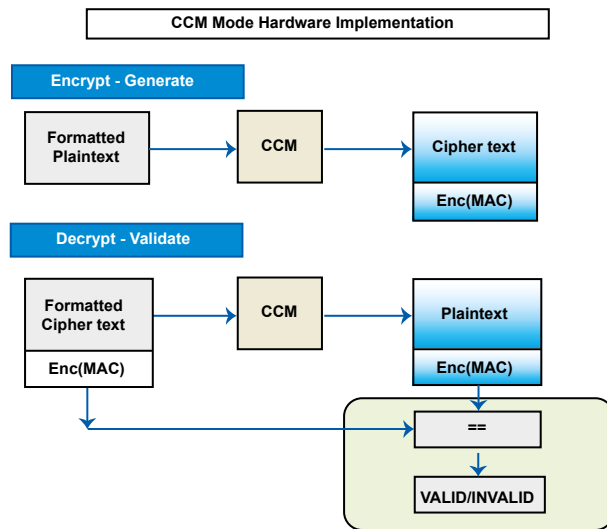 CCM Mode Hardware Implementation
Encrypt - Generate
Formatted
Plaintext
CCM
Cipher text
Enc(MAC)
Decrypt - Validate
Formatted
Cipher text
Enc(MAC)
CCM
Plaintext
Enc(MAC)
==
VALID/INVALID